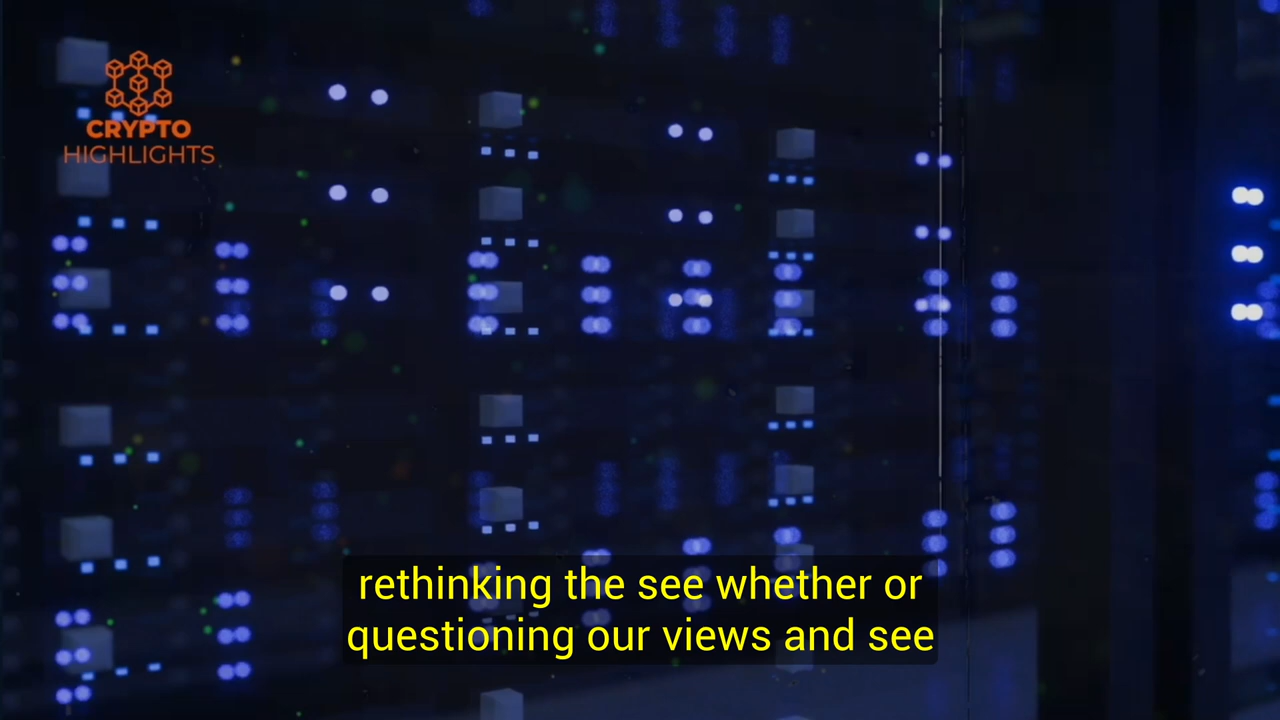 CRYPTO
HIGHLIGHTS
rethinking the see whether or
questioning our views and see